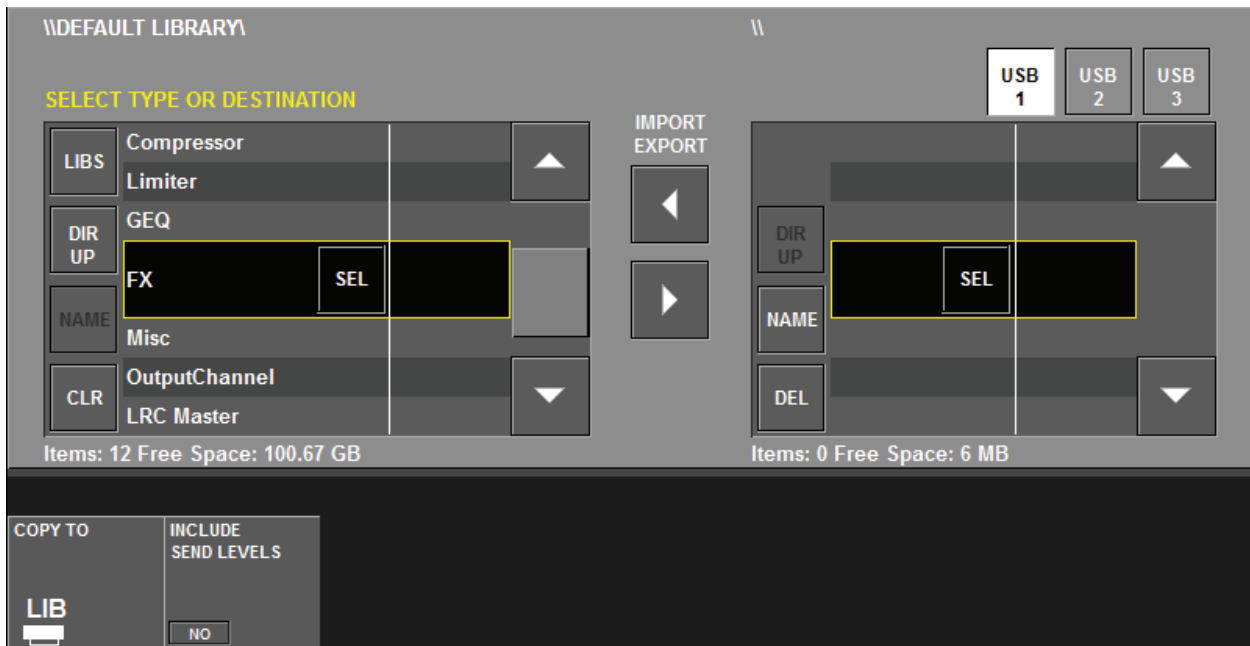 \\DEFAULT LIBRARY\
\\
SELECT TYPE OR DESTINATION
USB
1
USB
2
USB
3
IMPORT
EXPORT
LIBS
DIR
UP
NAME
CLR
Compressor
Limiter
GEQ
FX
SEL
Misc
OutputChannel
LRC Master
DIR
UP
NAME
DEL
SEL
Items: 12 Free Space: 100.67 GB
Items: 0 Free Space: 6 MB
COPY TO
LIB
INCLUDE
SEND LEVELS
NO